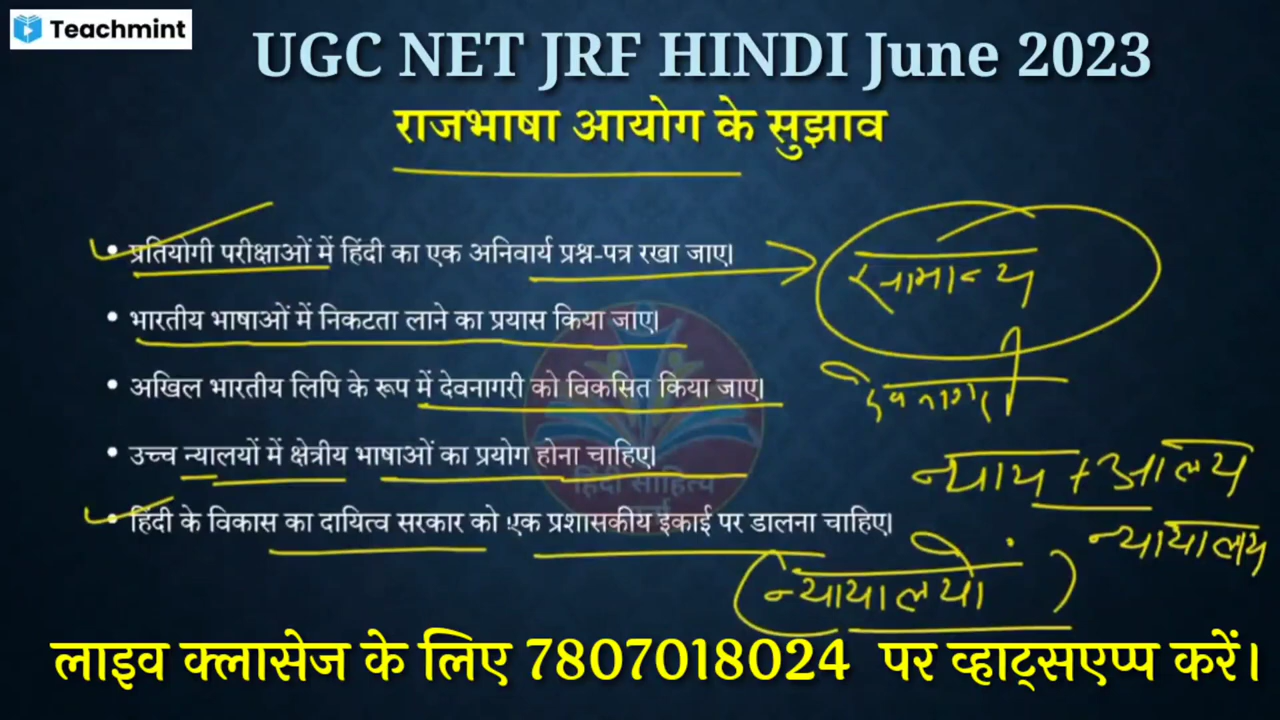 Teachmint
UGC NET JRF HINDI June 2023
राजभाषा आयोग के सुझाव
• प्रतियोगी परीक्षाओं में हिंदी का एक अनिवार्य प्रश्न-पत्र रखा जाए।
सामान्य
• भारतीय भाषाओं में निकटता लाने का प्रयास किया जाए।
• अखिल भारतीय लिपि के रूप में देवनागरी को विकसित किया जाए।
देवनागरी
• उच्च न्यालयों में क्षेत्रीय भाषाओं का प्रयोग होना चाहिए।
न्याय + आलय
• हिंदी के विकास का दायित्व सरकार को एक प्रशासकीय इकाई पर डालना चाहिए।
न्यायालय
(न्यायालयों)
हिंदी साहित्य
लाइव क्लासेज के लिए 7807018024 पर व्हाट्सएप्प करें।